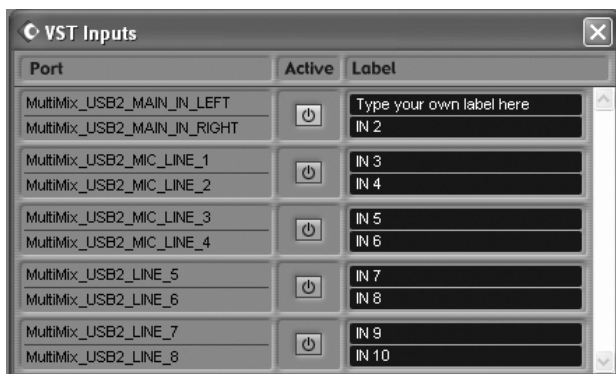 VST Inputs
Port Active Label
MultiMix_USB2_MAIN_IN_LEFT Type your own label here
MultiMix_USB2_MAIN_IN_RIGHT IN 2
MultiMix_USB2_MIC_LINE_1 IN 3
MultiMix_USB2_MIC_LINE_2 IN 4
MultiMix_USB2_MIC_LINE_3 IN 5
MultiMix_USB2_MIC_LINE_4 IN 6
MultiMix_USB2_LINE_5 IN 7
MultiMix_USB2_LINE_6 IN 8
MultiMix_USB2_LINE_7 IN 9
MultiMix_USB2_LINE_8 IN 10